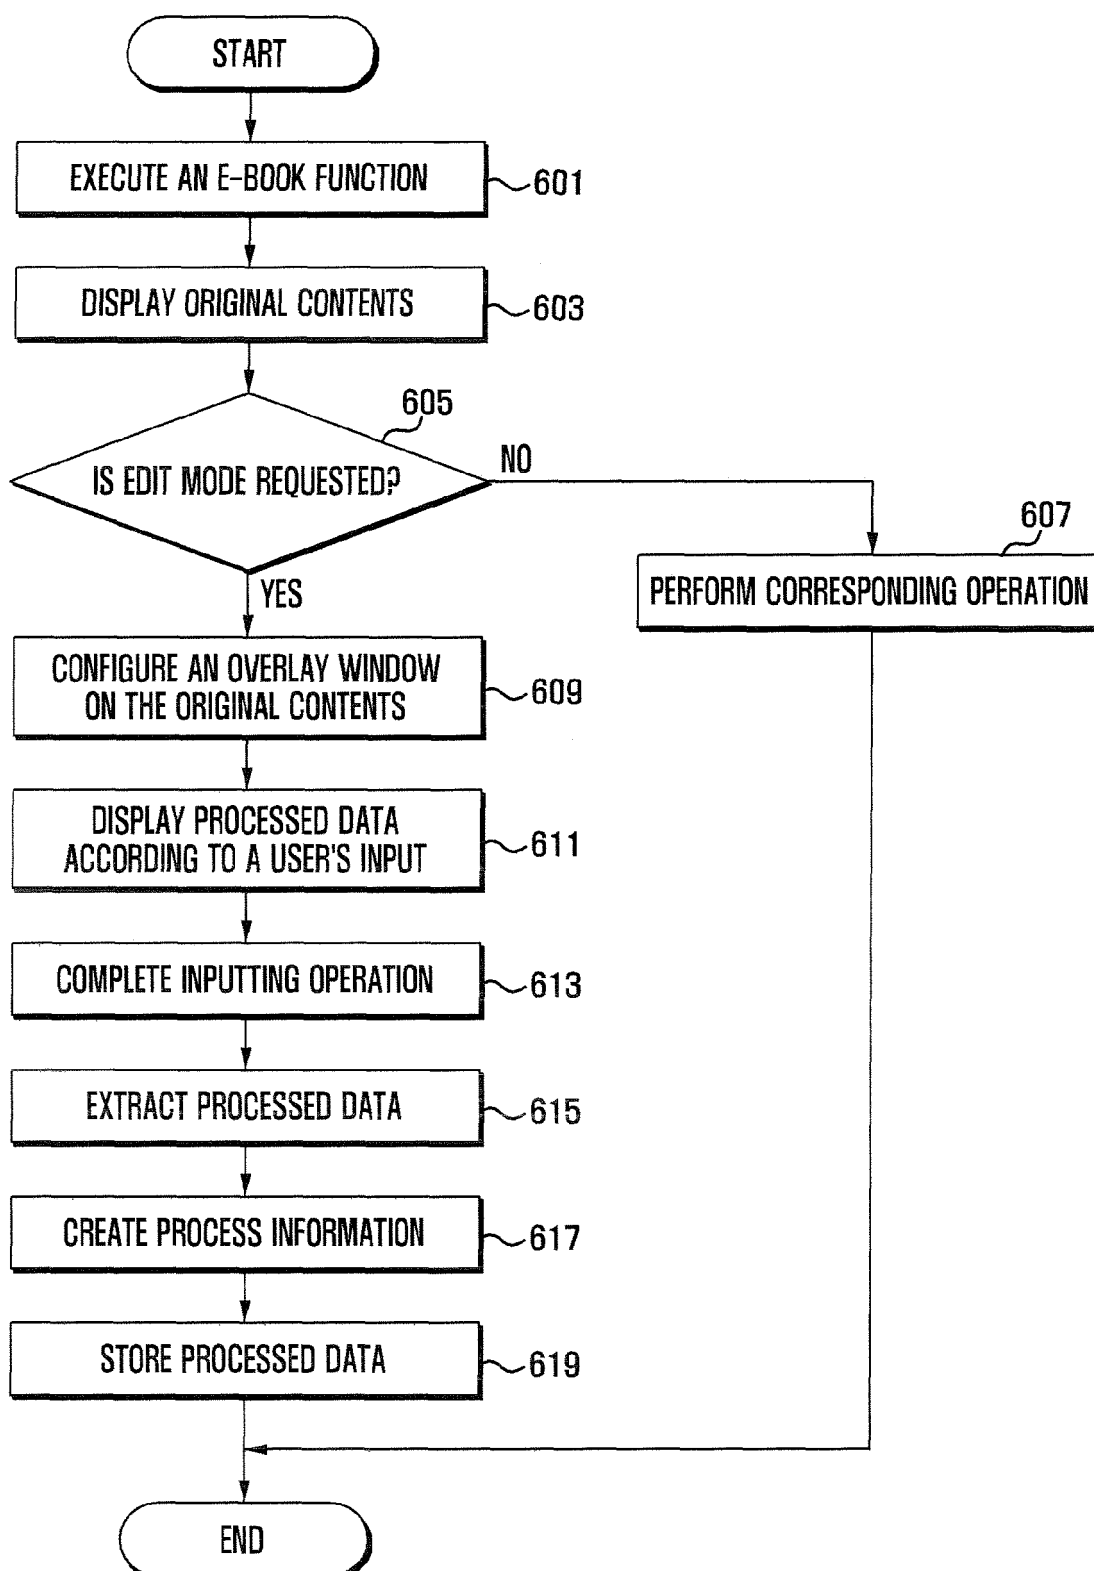 START
EXECUTE AN E-BOOK FUNCTION
601
DISPLAY ORIGINAL CONTENTS
603
605
IS EDIT MODE REQUESTED?
NO
YES
607
PERFORM CORRESPONDING OPERATION
CONFIGURE AN OVERLAY WINDOW
ON THE ORIGINAL CONTENTS
609
DISPLAY PROCESSED DATA
ACCORDING TO A USER'S INPUT
611
COMPLETE INPUTTING OPERATION
613
EXTRACT PROCESSED DATA
615
CREATE PROCESS INFORMATION
617
STORE PROCESSED DATA
619
END